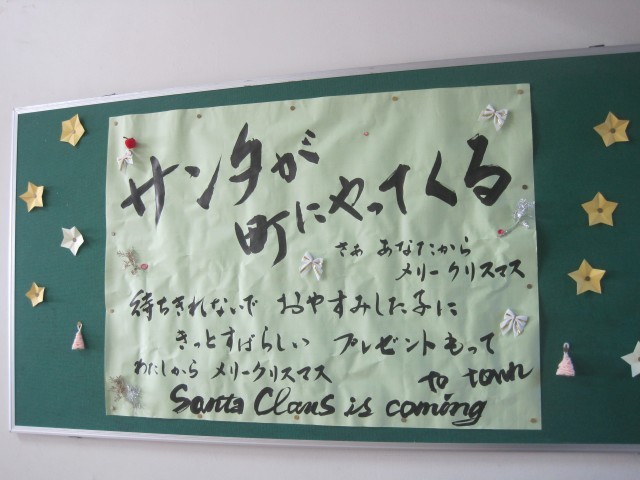 サンタが
町にやってくる
さぁ あなたから
メリークリスマス
待ちきれないで おやすみした子に
きっとすばらしい プレゼントもって
わたしから メリークリスマス
to town
Santa Claus is coming